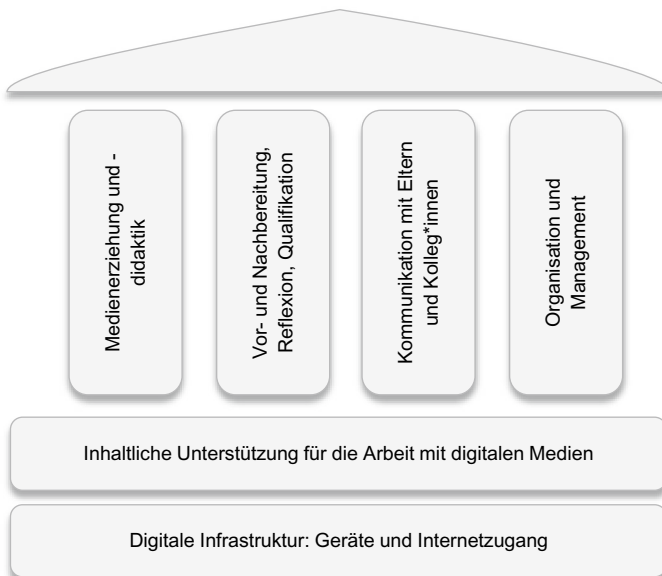 Medienerziehung und -
didaktik
Vor- und Nachbereitung,
Reflexion, Qualifikation
Kommunikation mit Eltern
und Kolleg*innen
Organisation und
Management
Inhaltliche Unterstützung für die Arbeit mit digitalen Medien
Digitale Infrastruktur: Geräte und Internetzugang